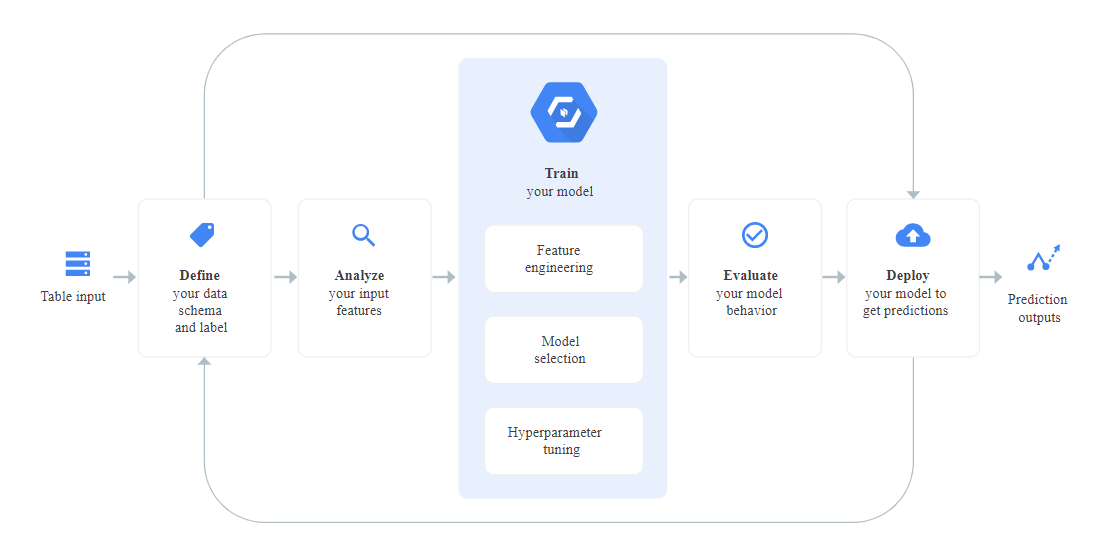 Table input
Define
your data
schema
and label
Analyze
your input
features
Train
your model
Feature
engineering
Model
selection
Hyperparameter
tuning
Evaluate
your model
behavior
Deploy
your model to
get predictions
Prediction
outputs